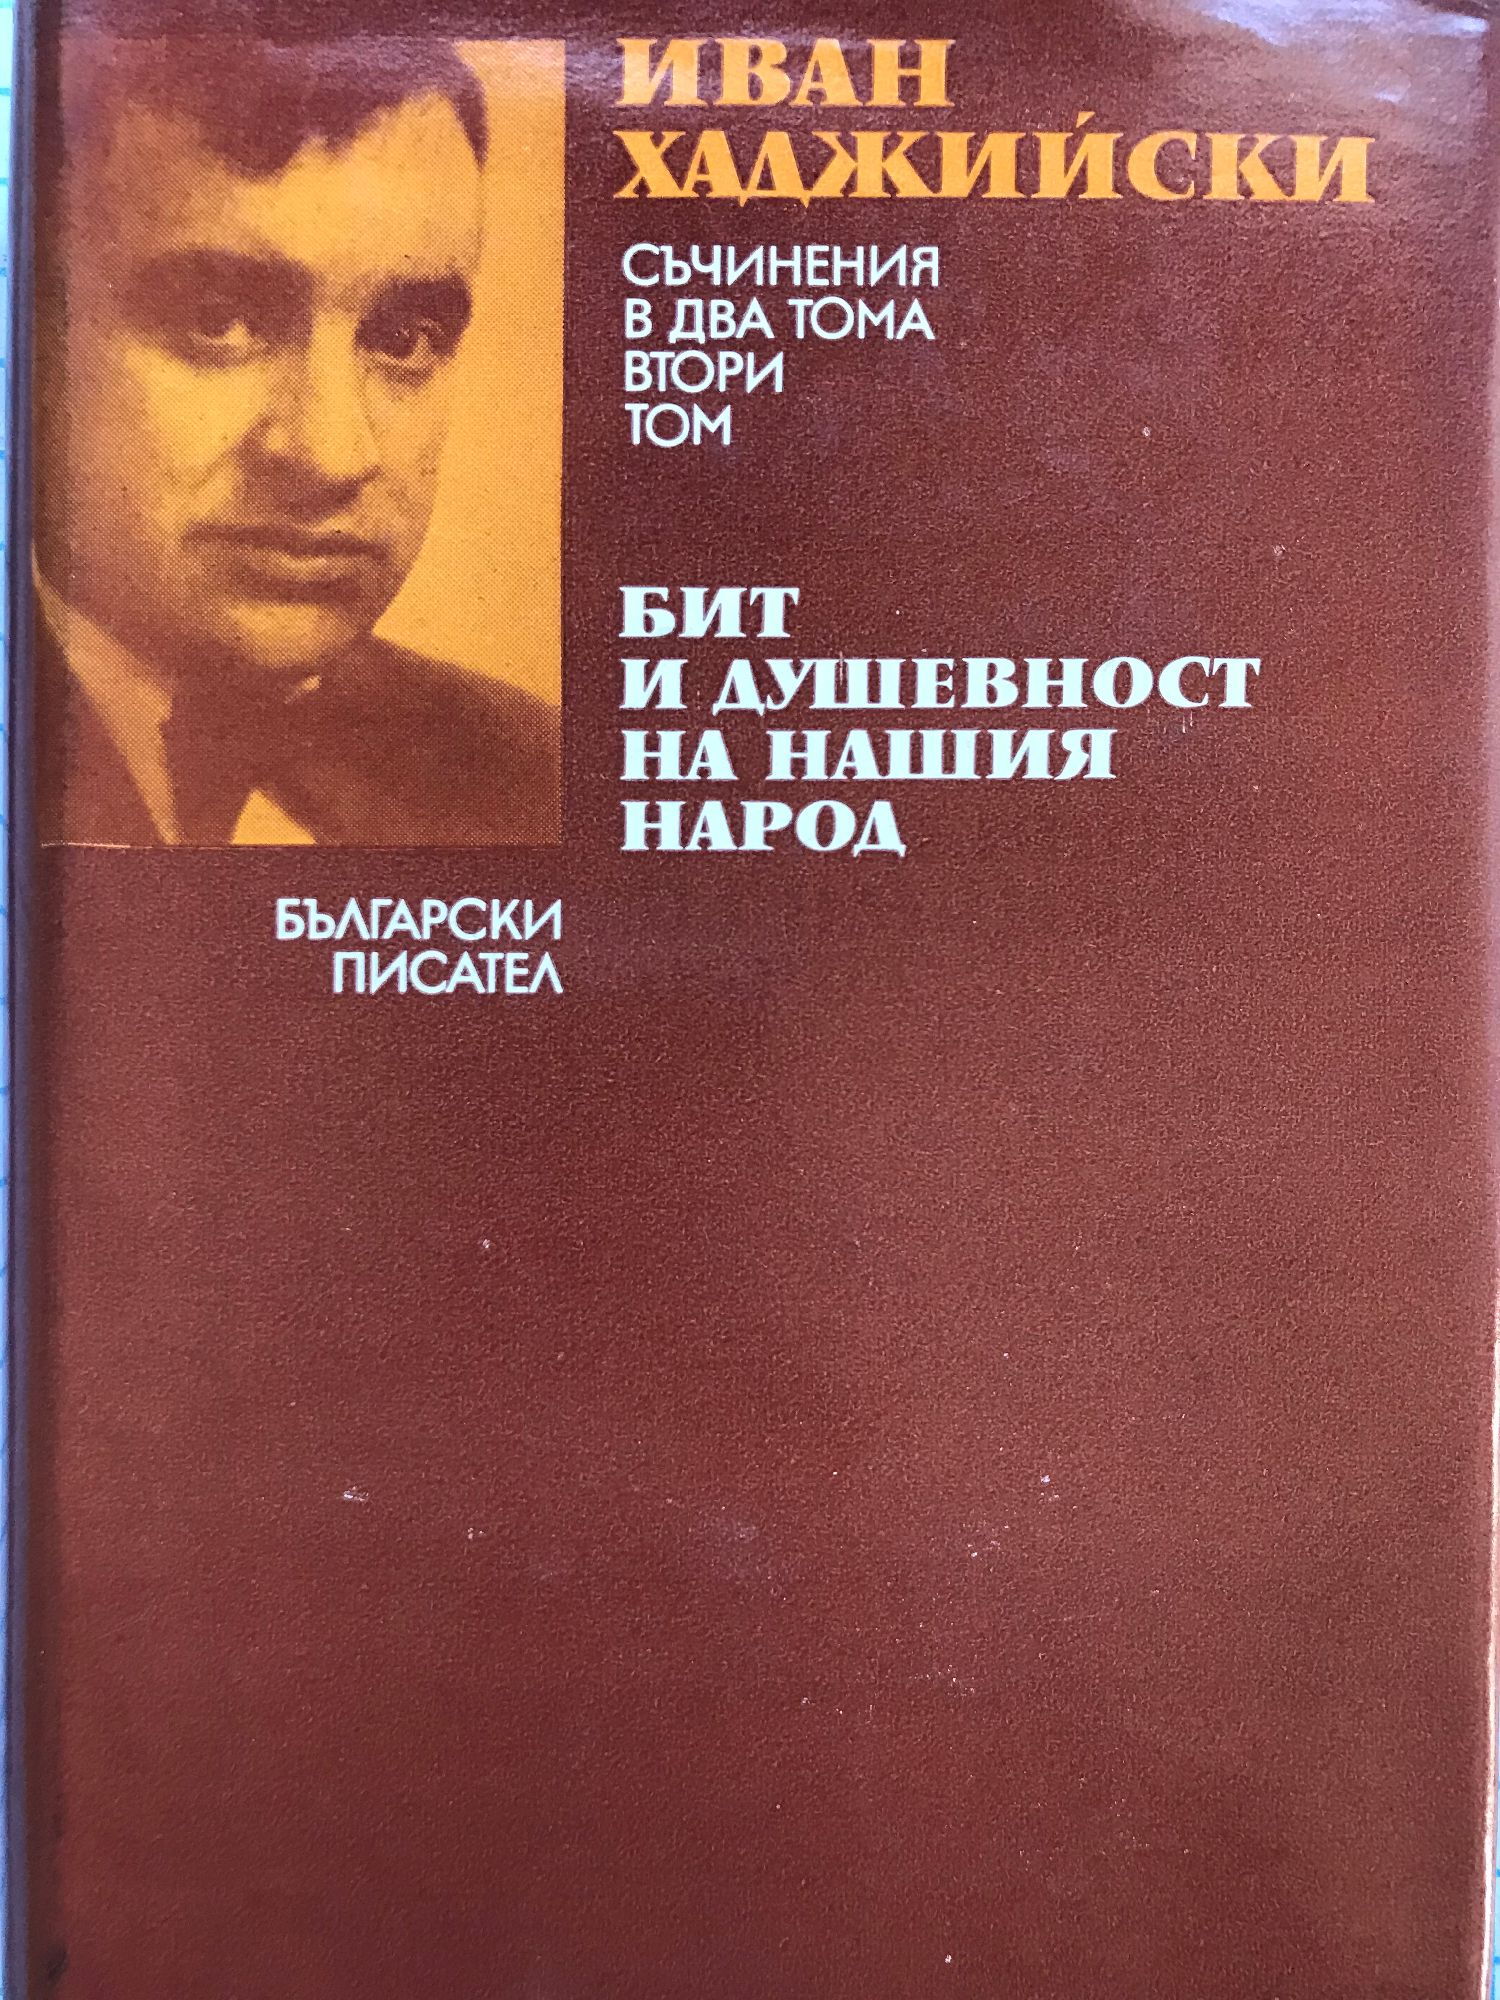 ИВАН
ХАДЖИЙСКИ
СЪЧИНЕНИЯ
В ДВА ТОМА
ВТОРИ
ТОМ
БИТ
И ДУШЕВНОСТ
НА НАШИЯ
НАРОД
БЪЛГАРСКИ
ПИСАТЕЛ